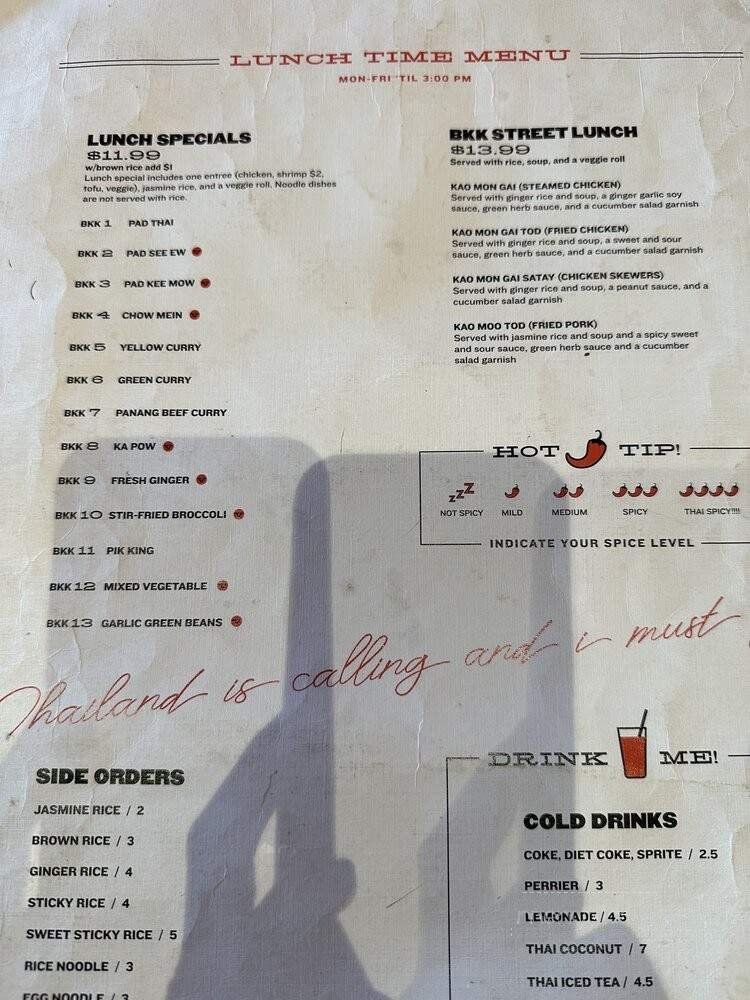 LUNCH TIME MENU
MON-FRI 'TIL 3:00 PM
LUNCH SPECIALS
$11.99
w/brown rice add $1
Lunch special includes one entree (chicken, shrimp $2,
tofu, veggie), jasmine rice, and a veggie roll. Noodle dishes
are not served with rice.
BKK 1 PAD THAI
BKK 2 PAD SEE EW
BKK 3 PAD KEE MOW
BKK 4 CHOW MEIN
BKK 5 YELLOW CURRY
BKK 6 GREEN CURRY
BKK 7 PANANG BEEF CURRY
BKK 8 KA POW
BKK 9 FRESH GINGER
BKK 10 STIR-FRIED BROCCOLI
BKK 11 PIK KING
BKK 12 MIXED VEGETABLE
BKK 13 GARLIC GREEN BEANS
BKK STREET LUNCH
$13.99
Served with rice, soup, and a veggie roll
KAO MON GAI (STEAMED CHICKEN)
Served with ginger rice and soup, a ginger garlic soy
sauce, green herb sauce, and a cucumber salad garnish
KAO MON GAI TOD (FRIED CHICKEN)
Served with ginger rice and soup, a sweet and sour
sauce, green herb sauce, and a cucumber salad garnish
KAO MON GAI SATAY (CHICKEN SKEWERS)
Served with ginger rice and soup, a peanut sauce, and a
cucumber salad garnish
KAO MOO TOD (FRIED PORK)
Served with jasmine rice and soup and a spicy sweet
and sour sauce, green herb sauce and a cucumber
salad garnish
HOT TIP!
zzZ
NOT SPICY MILD MEDIUM SPICY THAI SPICY!!!!
INDICATE YOUR SPICE LEVEL
Thailand is calling and i must
SIDE ORDERS
JASMINE RICE / 2
BROWN RICE / 3
GINGER RICE / 4
STICKY RICE / 4
SWEET STICKY RICE / 5
RICE NOODLE / 3
EGG NOODLE / 3
DRINK ME!
COLD DRINKS
COKE, DIET COKE, SPRITE / 2.5
PERRIER / 3
LEMONADE / 4.5
THAI COCONUT / 7
THAI ICED TEA / 4.5